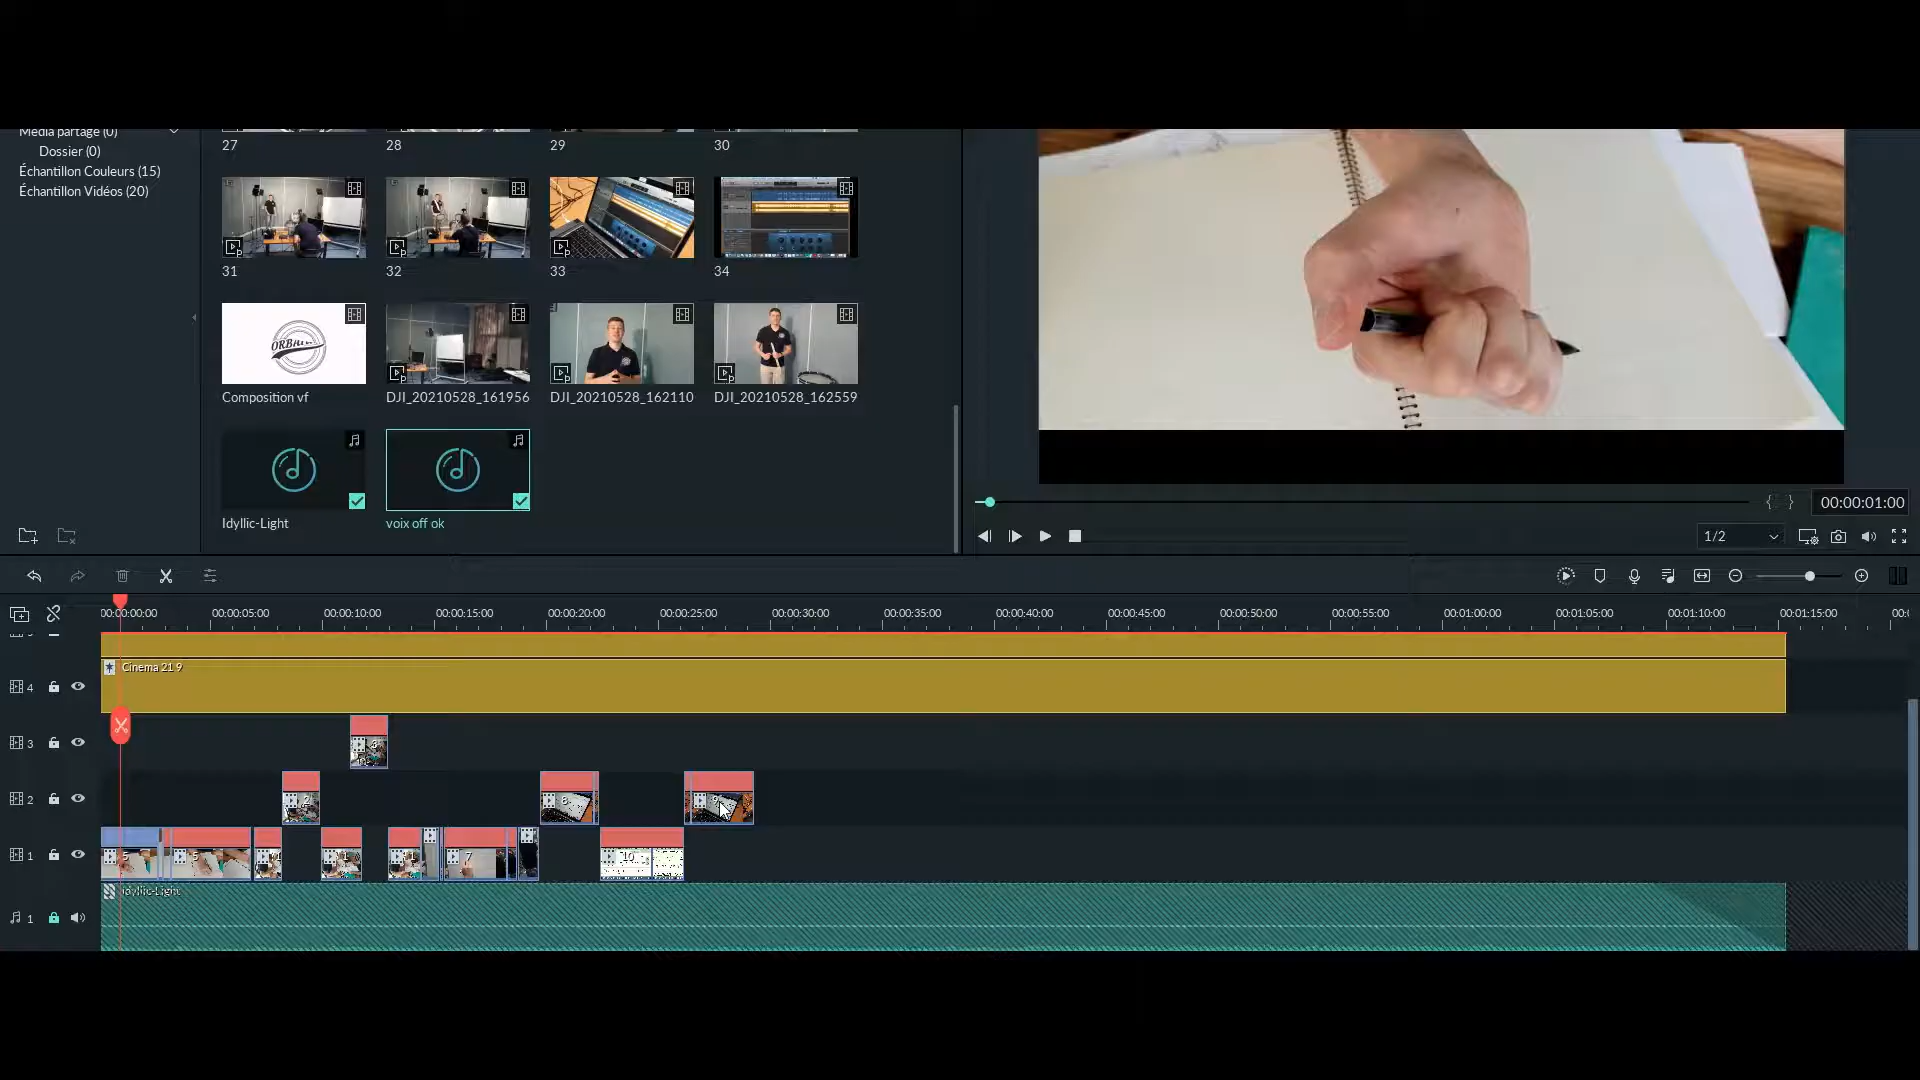 Média partagé (0)
Dossier (0)
Échantillon Couleurs (15)
Échantillon Vidéos (20)
27 28 29 30
31 32 33 34
Composition vf DJI_20210528_161956 DJI_20210528_162110 DJI_20210528_162559
Idyllic-Light voix off ok
00:00:01:00
1/2
00:00:00:00 00:00:05:00 00:00:10:00 00:00:15:00 00:00:20:00 00:00:25:00 00:00:30:00 00:00:35:00 00:00:40:00 00:00:45:00 00:00:50:00 00:00:55:00 00:01:00:00 00:01:05:00 00:01:10:00 00:01:15:00
Cinema 21 9
4
3
2
1 5 5 7 10
Idyllic-Light
1